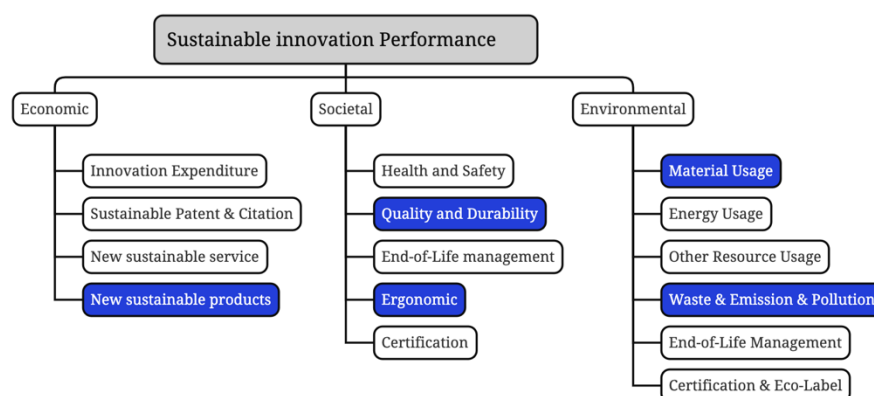 Sustainable innovation Performance
Economic
Societal
Environmental
Innovation Expenditure
Sustainable Patent & Citation
New sustainable service
New sustainable products
Health and Safety
Quality and Durability
End-of-Life management
Ergonomic
Certification
Material Usage
Energy Usage
Other Resource Usage
Waste & Emission & Pollution
End-of-Life Management
Certification & Eco-Label